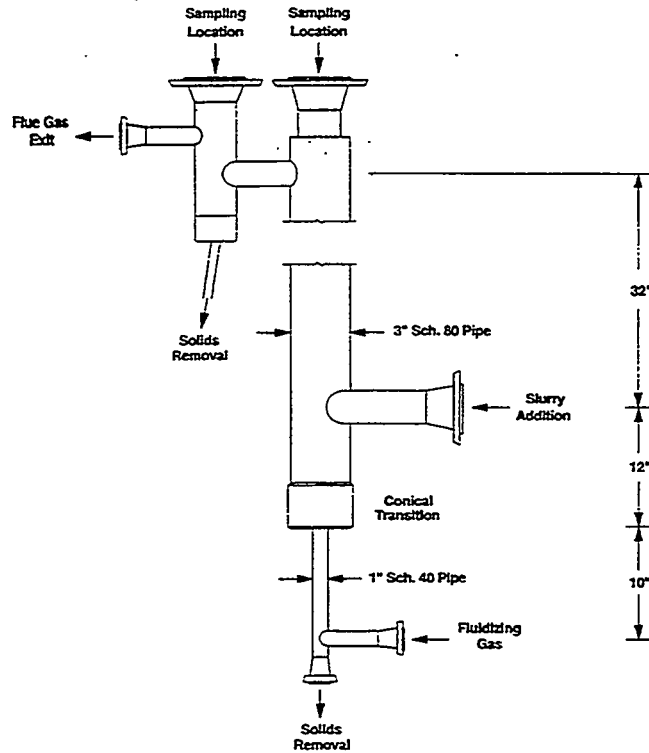 Sampling
Location
Sampling
Location
Flue Gas
Exit
32"
Solids
Removal
3" Sch. 80 Pipe
Slurry
Addition
12"
Conical
Transition
10"
1" Sch. 40 Pipe
Fluidizing
Gas
Solids
Removal